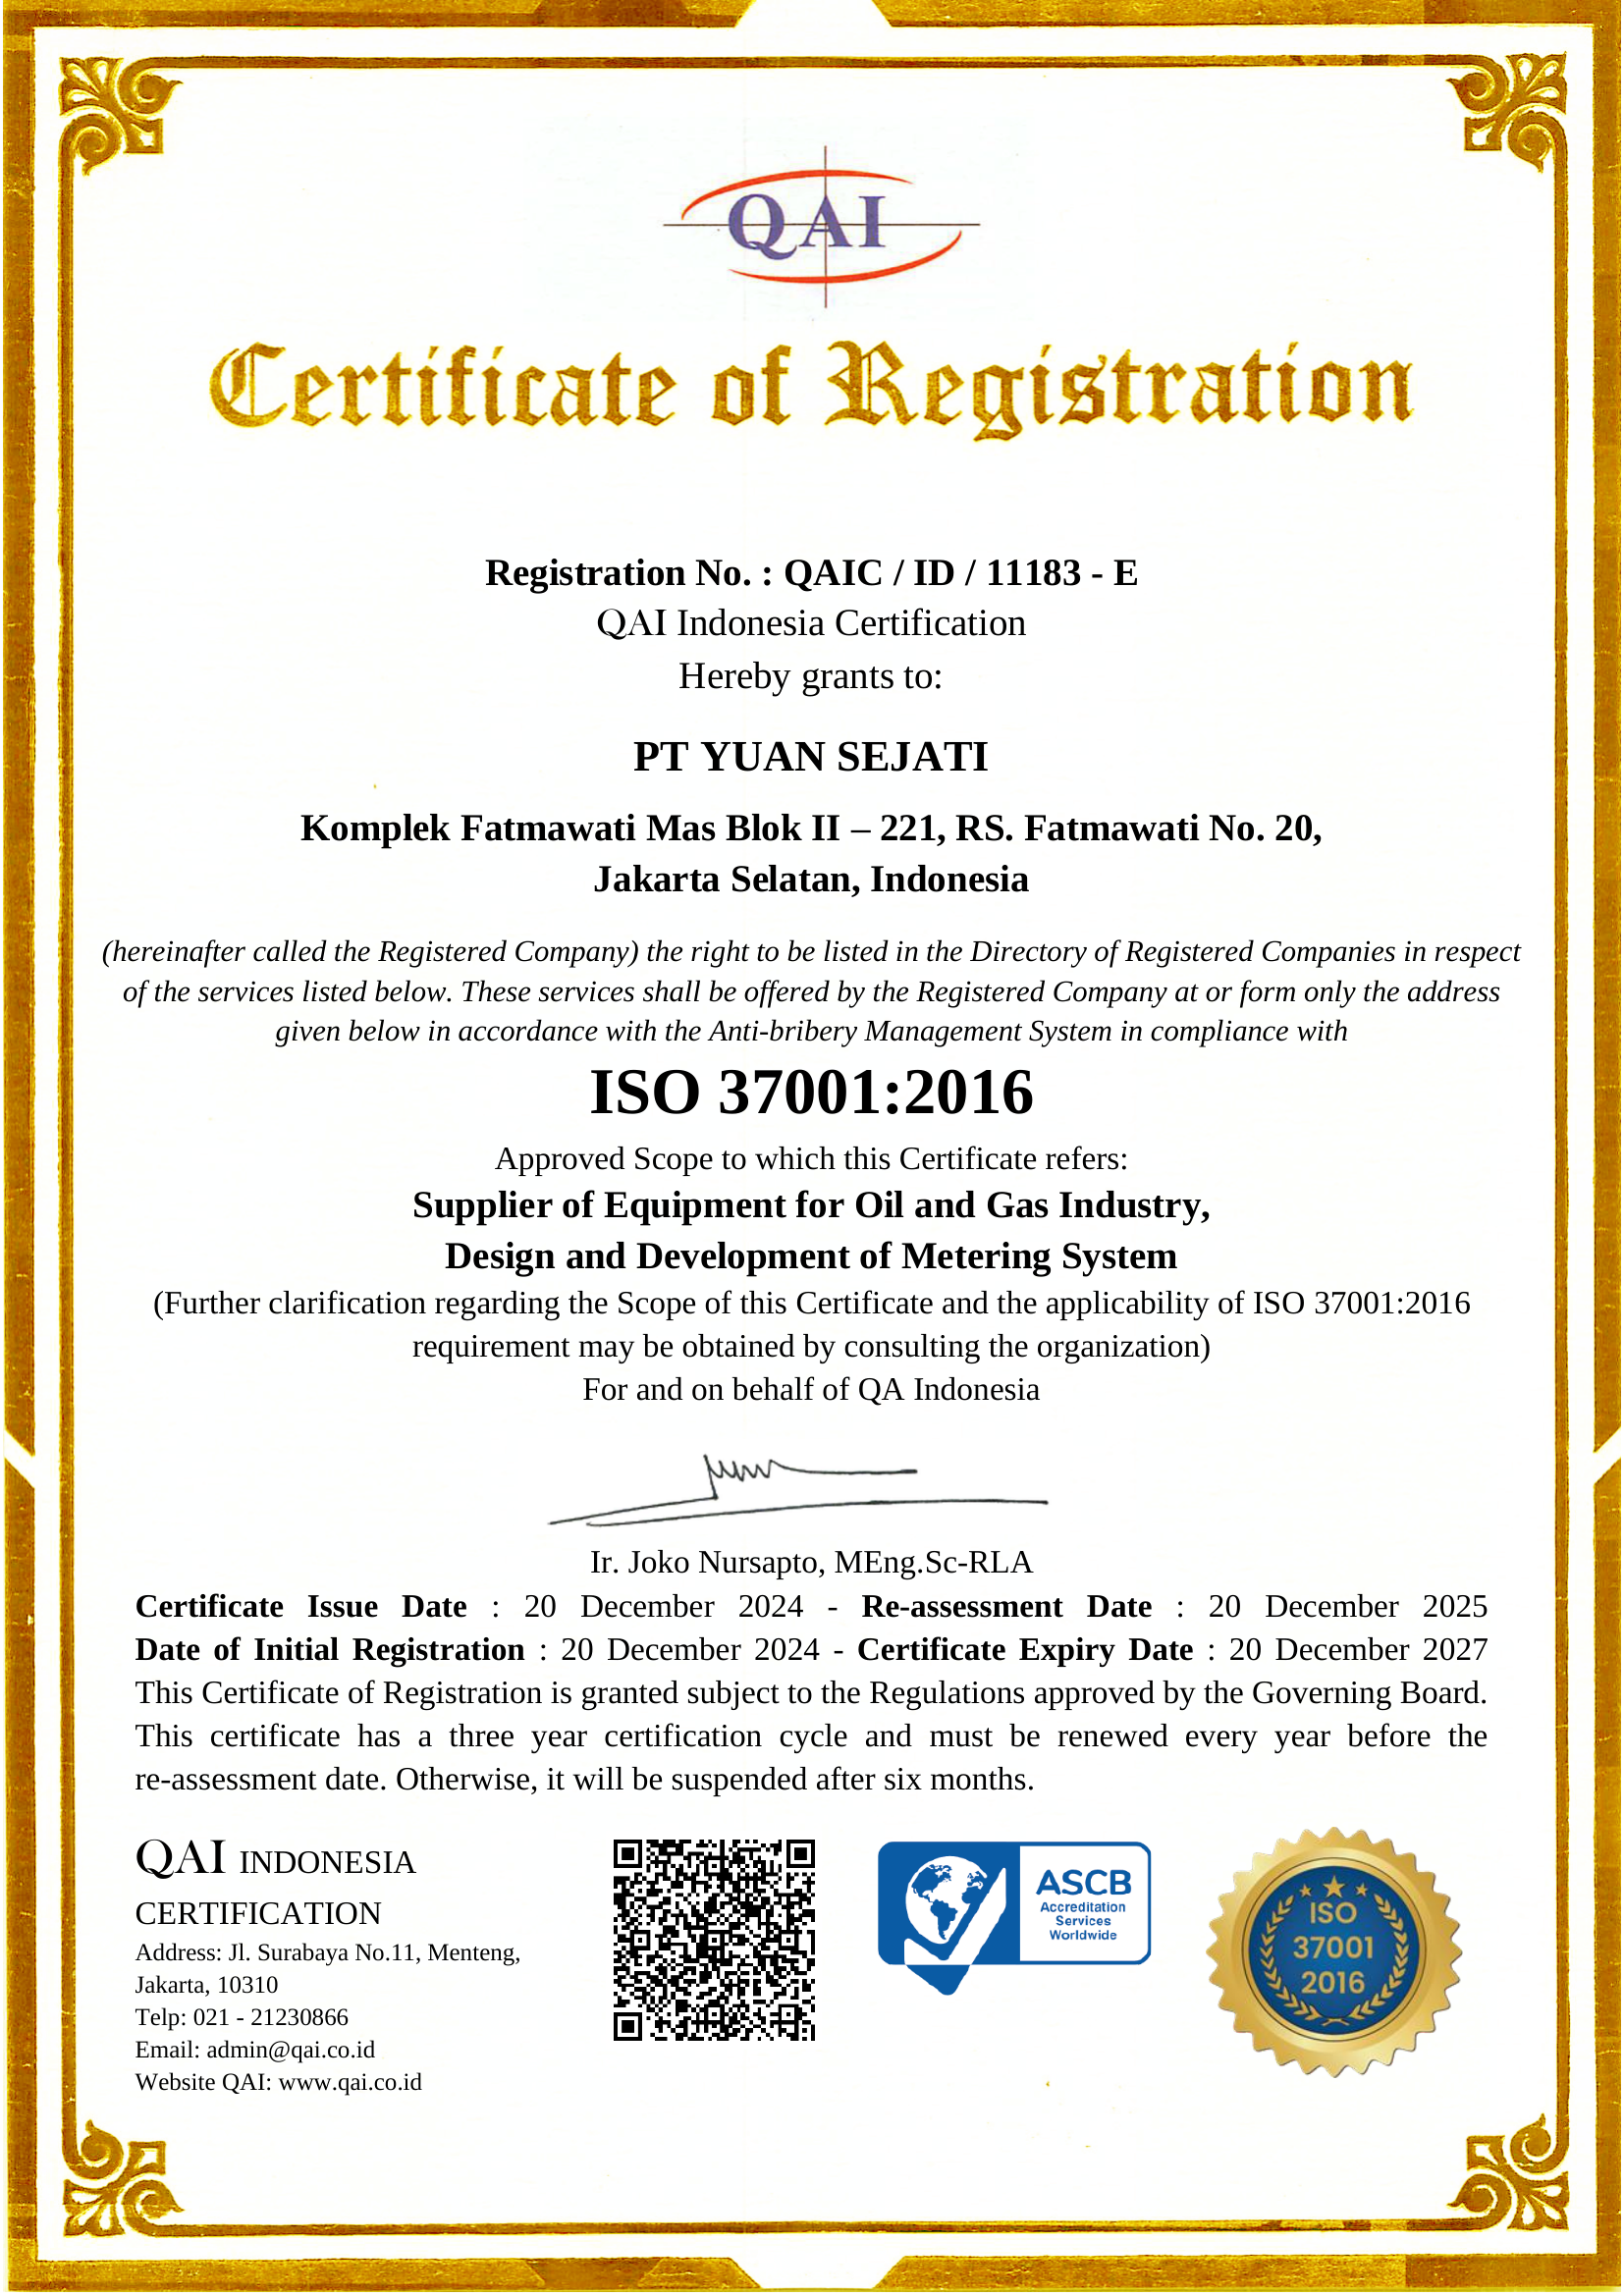 QAI
Certificate of Registration
Registration No. : QAIC / ID / 11183 - E
QAI Indonesia Certification
Hereby grants to:
PT YUAN SEJATI
Komplek Fatmawati Mas Blok II – 221, RS. Fatmawati No. 20,
Jakarta Selatan, Indonesia
(hereinafter called the Registered Company) the right to be listed in the Directory of Registered Companies in respect
of the services listed below. These services shall be offered by the Registered Company at or form only the address
given below in accordance with the Anti-bribery Management System in compliance with
ISO 37001:2016
Approved Scope to which this Certificate refers:
Supplier of Equipment for Oil and Gas Industry,
Design and Development of Metering System
(Further clarification regarding the Scope of this Certificate and the applicability of ISO 37001:2016
requirement may be obtained by consulting the organization)
For and on behalf of QA Indonesia
Ir. Joko Nursapto, MEng.Sc-RLA
Certificate Issue Date : 20 December 2024 - Re-assessment Date : 20 December 2025
Date of Initial Registration : 20 December 2024 - Certificate Expiry Date : 20 December 2027
This Certificate of Registration is granted subject to the Regulations approved by the Governing Board.
This certificate has a three year certification cycle and must be renewed every year before the
re-assessment date. Otherwise, it will be suspended after six months.
QAI INDONESIA
CERTIFICATION
Address: Jl. Surabaya No.11, Menteng,
Jakarta, 10310
Telp: 021 - 21230866
Email: admin@qai.co.id
Website QAI: www.qai.co.id
ASCB
Accreditation
Services
Worldwide
ISO
37001
2016